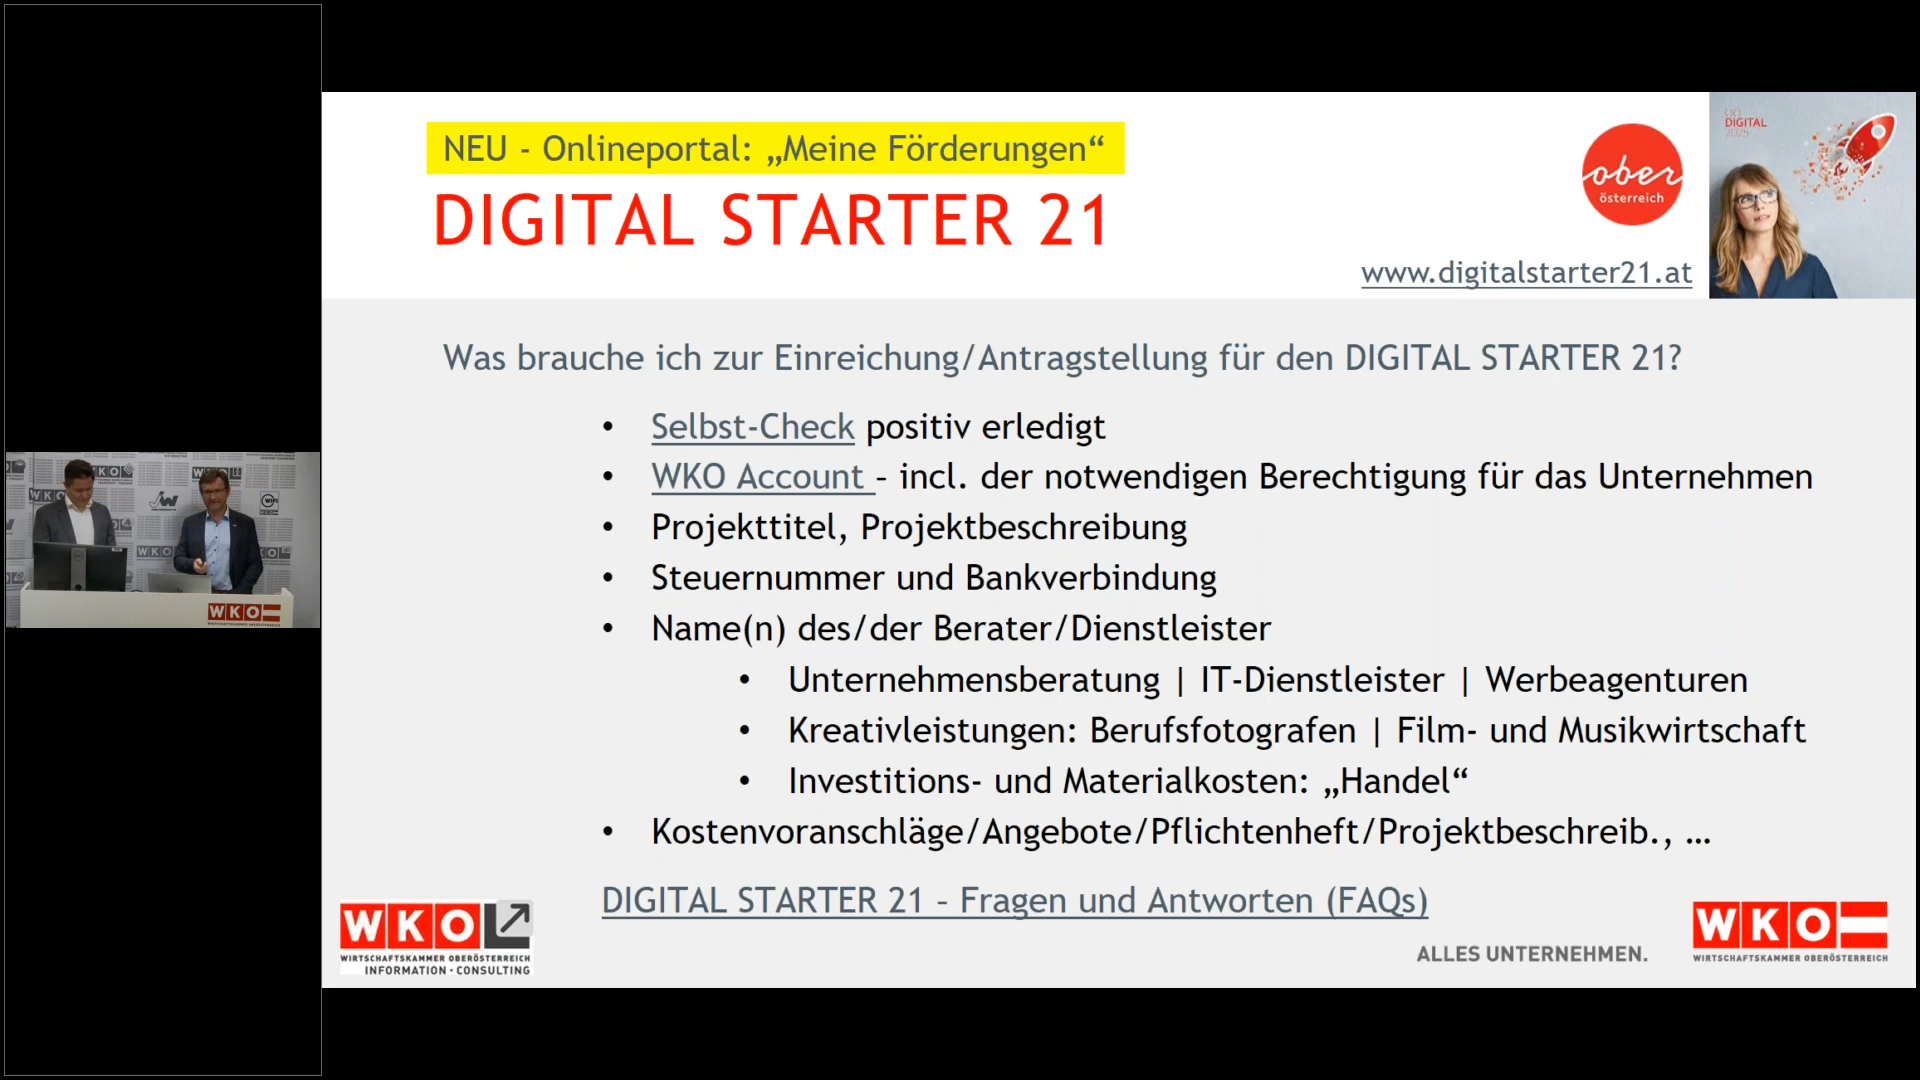 NEU - Onlineportal: „Meine Förderungen“
DIGITAL STARTER 21
ober
österreich
DIGITAL
www.digitalstarter21.at
Was brauche ich zur Einreichung/Antragstellung für den DIGITAL STARTER 21?
• Selbst-Check positiv erledigt
• WKO Account – incl. der notwendigen Berechtigung für das Unternehmen
• Projekttitel, Projektbeschreibung
• Steuernummer und Bankverbindung
• Name(n) des/der Berater/Dienstleister
• Unternehmensberatung | IT-Dienstleister | Werbeagenturen
• Kreativleistungen: Berufsfotografen | Film- und Musikwirtschaft
• Investitions- und Materialkosten: „Handel“
• Kostenvoranschläge/Angebote/Pflichtenheft/Projektbeschreib., …
DIGITAL STARTER 21 – Fragen und Antworten (FAQs)
WKO
WIRTSCHAFTSKAMMER OBERÖSTERREICH
INFORMATION · CONSULTING
ALLES UNTERNEHMEN.
WKO
WIRTSCHAFTSKAMMER OBERÖSTERREICH
WKO
WKO
WKO
WKO